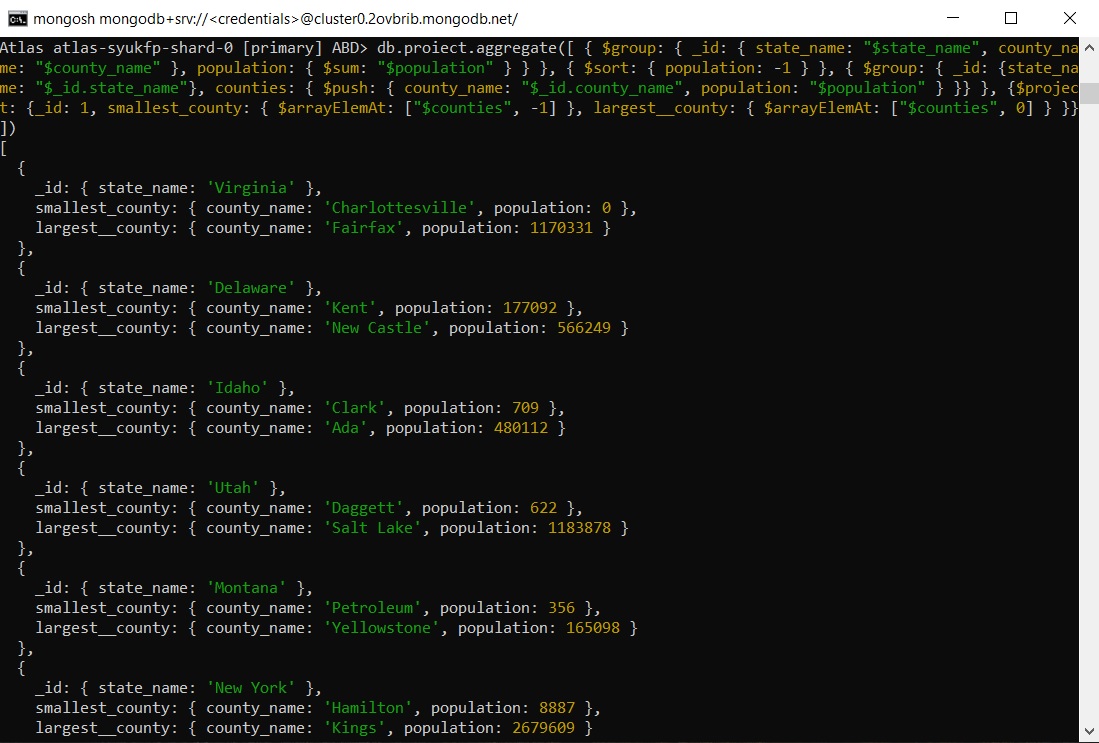 mongosh mongodb+srv://<credentials>@cluster0.2ovbrib.mongodb.net/
Atlas atlas-syukfp-shard-0 [primary] ABD> db.project.aggregate([ { $group: { _id: { state_name: "$state_name", county_na
me: "$county_name" }, population: { $sum: "$population" } } }, { $sort: { population: -1 } }, { $group: { _id: {state_na
me: "$_id.state_name"}, counties: { $push: { county_name: "$_id.county_name", population: "$population" } }} }, {$projec
t: {_id: 1, smallest_county: { $arrayElemAt: ["$counties", -1] }, largest__county: { $arrayElemAt: ["$counties", 0] } }}
])
[
  {
    _id: { state_name: 'Virginia' },
    smallest_county: { county_name: 'Charlottesville', population: 0 },
    largest__county: { county_name: 'Fairfax', population: 1170331 }
  },
  {
    _id: { state_name: 'Delaware' },
    smallest_county: { county_name: 'Kent', population: 177092 },
    largest__county: { county_name: 'New Castle', population: 566249 }
  },
  {
    _id: { state_name: 'Idaho' },
    smallest_county: { county_name: 'Clark', population: 709 },
    largest__county: { county_name: 'Ada', population: 480112 }
  },
  {
    _id: { state_name: 'Utah' },
    smallest_county: { county_name: 'Daggett', population: 622 },
    largest__county: { county_name: 'Salt Lake', population: 1183878 }
  },
  {
    _id: { state_name: 'Montana' },
    smallest_county: { county_name: 'Petroleum', population: 356 },
    largest__county: { county_name: 'Yellowstone', population: 165098 }
  },
  {
    _id: { state_name: 'New York' },
    smallest_county: { county_name: 'Hamilton', population: 8887 },
    largest__county: { county_name: 'Kings', population: 2679609 }